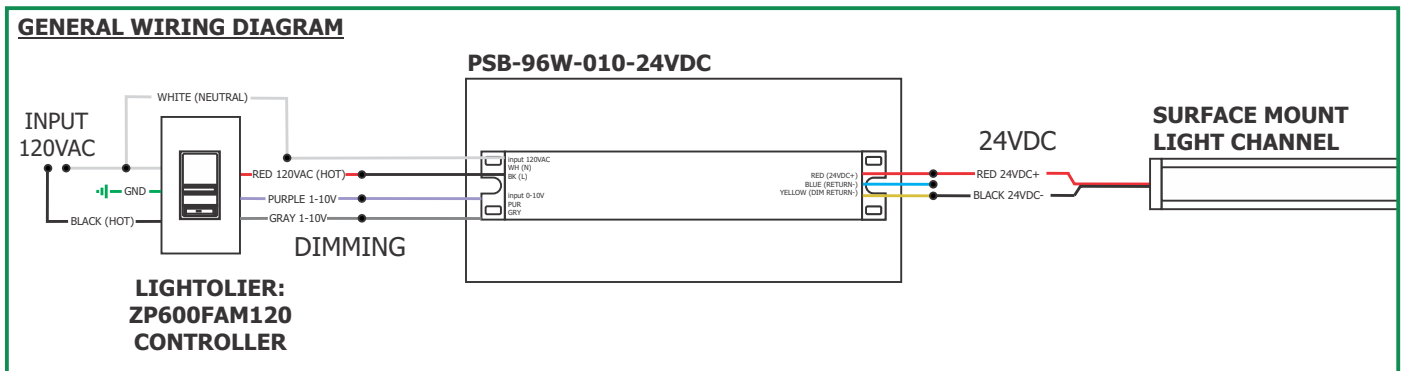 GENERAL WIRING DIAGRAM
PSB-96W-010-24VDC
WHITE (NEUTRAL)
INPUT
120VAC
GND
BLACK (HOT)
RED 120VAC (HOT)
PURPLE 1-10V
GRAY 1-10V
DIMMING
LIGHTOLIER:
ZP600FAM120
CONTROLLER
input 120VAC
WH (N)
BK (L)
input 0-10V
PUR
GRY
RED (24VDC+)
BLUE (RETURN-)
YELLOW (DIM RETURN-)
24VDC
RED 24VDC+
BLACK 24VDC-
SURFACE MOUNT
LIGHT CHANNEL